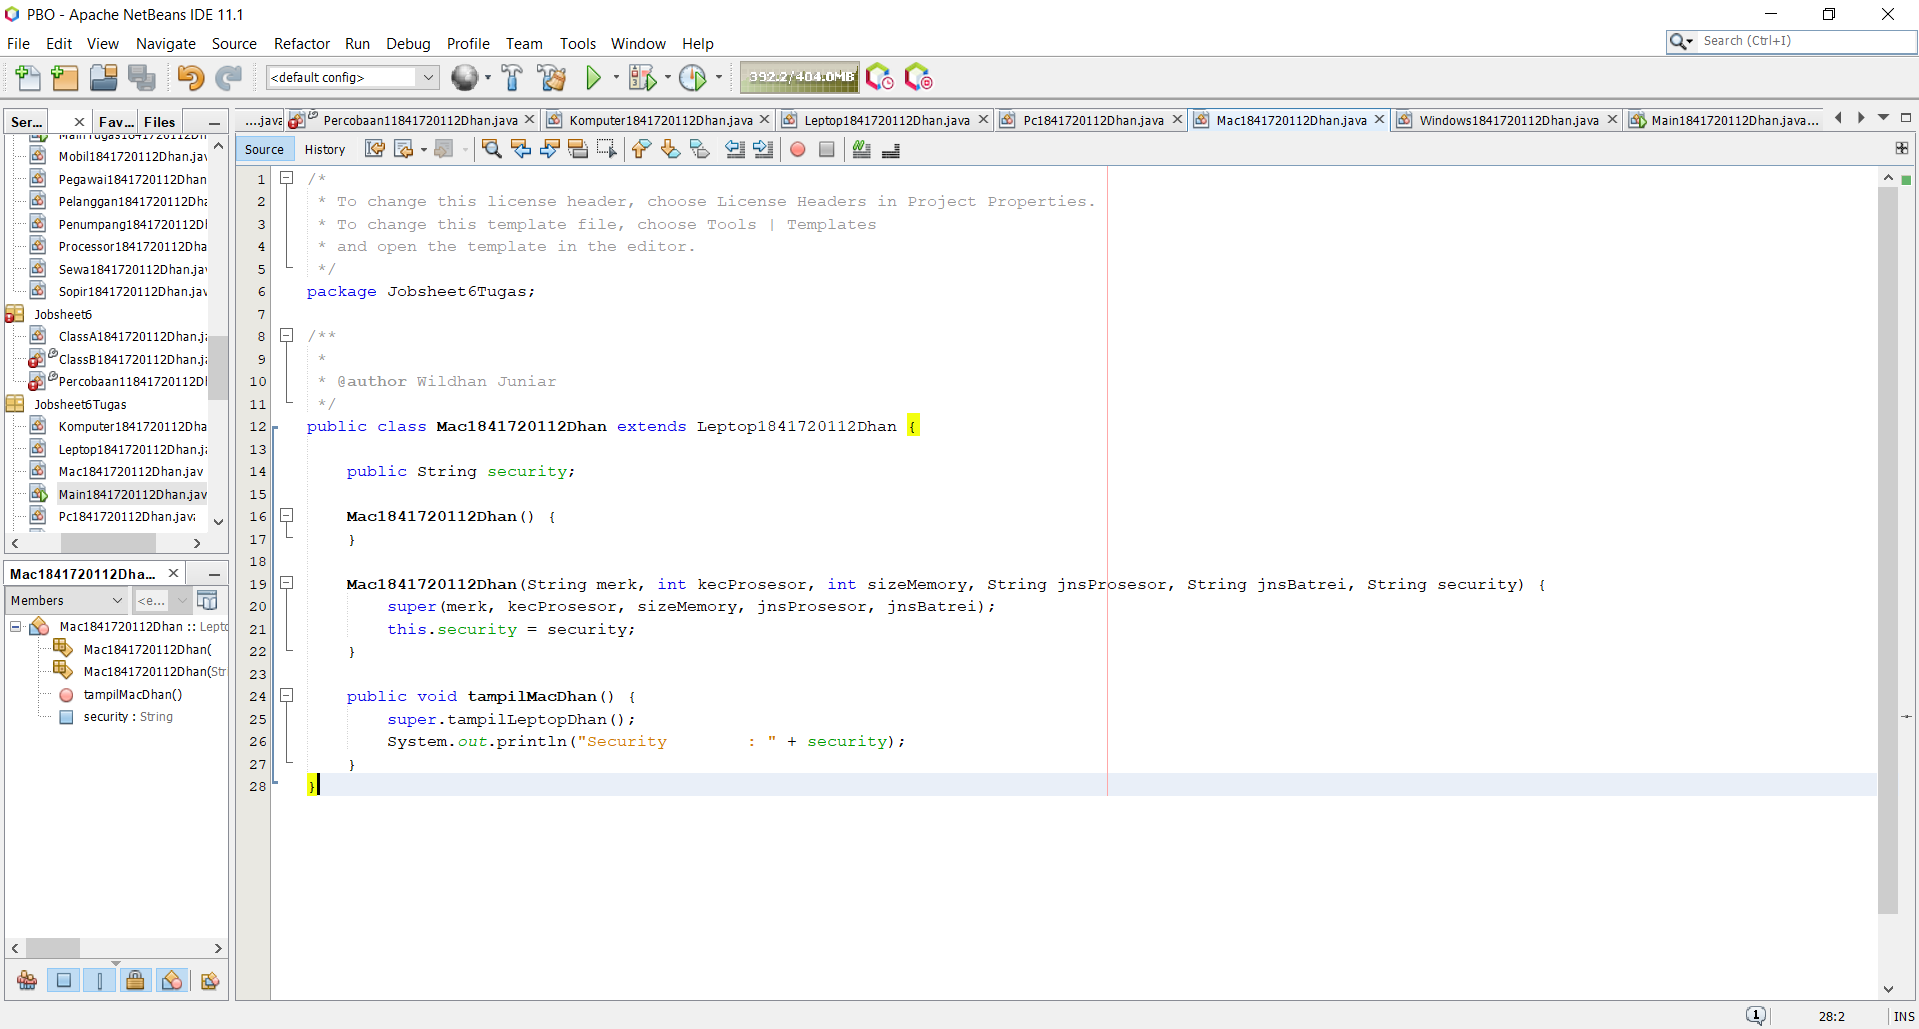 PBO - Apache NetBeans IDE 11.1
File Edit View Navigate Source Refactor Run Debug Profile Team Tools Window Help
Search (Ctrl+I)
<default config>
392.2/404.0MB
Ser... Fav... Files
....java Percobaan11841720112Dhan.java Komputer1841720112Dhan.java Leptop1841720112Dhan.java Pc1841720112Dhan.java Mac1841720112Dhan.java Windows1841720112Dhan.java Main1841720112Dhan.java...
Source History
MainTugas1841720112Dh
Mobil1841720112Dhan.jav
Pegawai1841720112Dhan
Pelanggan1841720112Dha
Penumpang1841720112Dl
Processor1841720112Dha
Sewa1841720112Dhan.jav
Sopir1841720112Dhan.jav
Jobsheet6
ClassA1841720112Dhan.ja
ClassB1841720112Dhan.ja
Percobaan11841720112Dl
Jobsheet6Tugas
Komputer1841720112Dha
Leptop1841720112Dhan.ja
Mac1841720112Dhan.jav
Main1841720112Dhan.jav
Pc1841720112Dhan.java
Mac1841720112Dha...
Members <e...
Mac1841720112Dhan :: Lepto
Mac1841720112Dhan(
Mac1841720112Dhan(Str
tampilMacDhan()
security : String
1 /*
2 * To change this license header, choose License Headers in Project Properties.
3 * To change this template file, choose Tools | Templates
4 * and open the template in the editor.
5 */
6 package Jobsheet6Tugas;
7
8 /**
9 *
10 * @author Wildhan Juniar
11 */
12 public class Mac1841720112Dhan extends Leptop1841720112Dhan {
13
14 public String security;
15
16 Mac1841720112Dhan() {
17 }
18
19 Mac1841720112Dhan(String merk, int kecProsesor, int sizeMemory, String jnsProsesor, String jnsBatrei, String security) {
20 super(merk, kecProsesor, sizeMemory, jnsProsesor, jnsBatrei);
21 this.security = security;
22 }
23
24 public void tampilMacDhan() {
25 super.tampilLeptopDhan();
26 System.out.println("Security : " + security);
27 }
28 }
1
28:2 INS